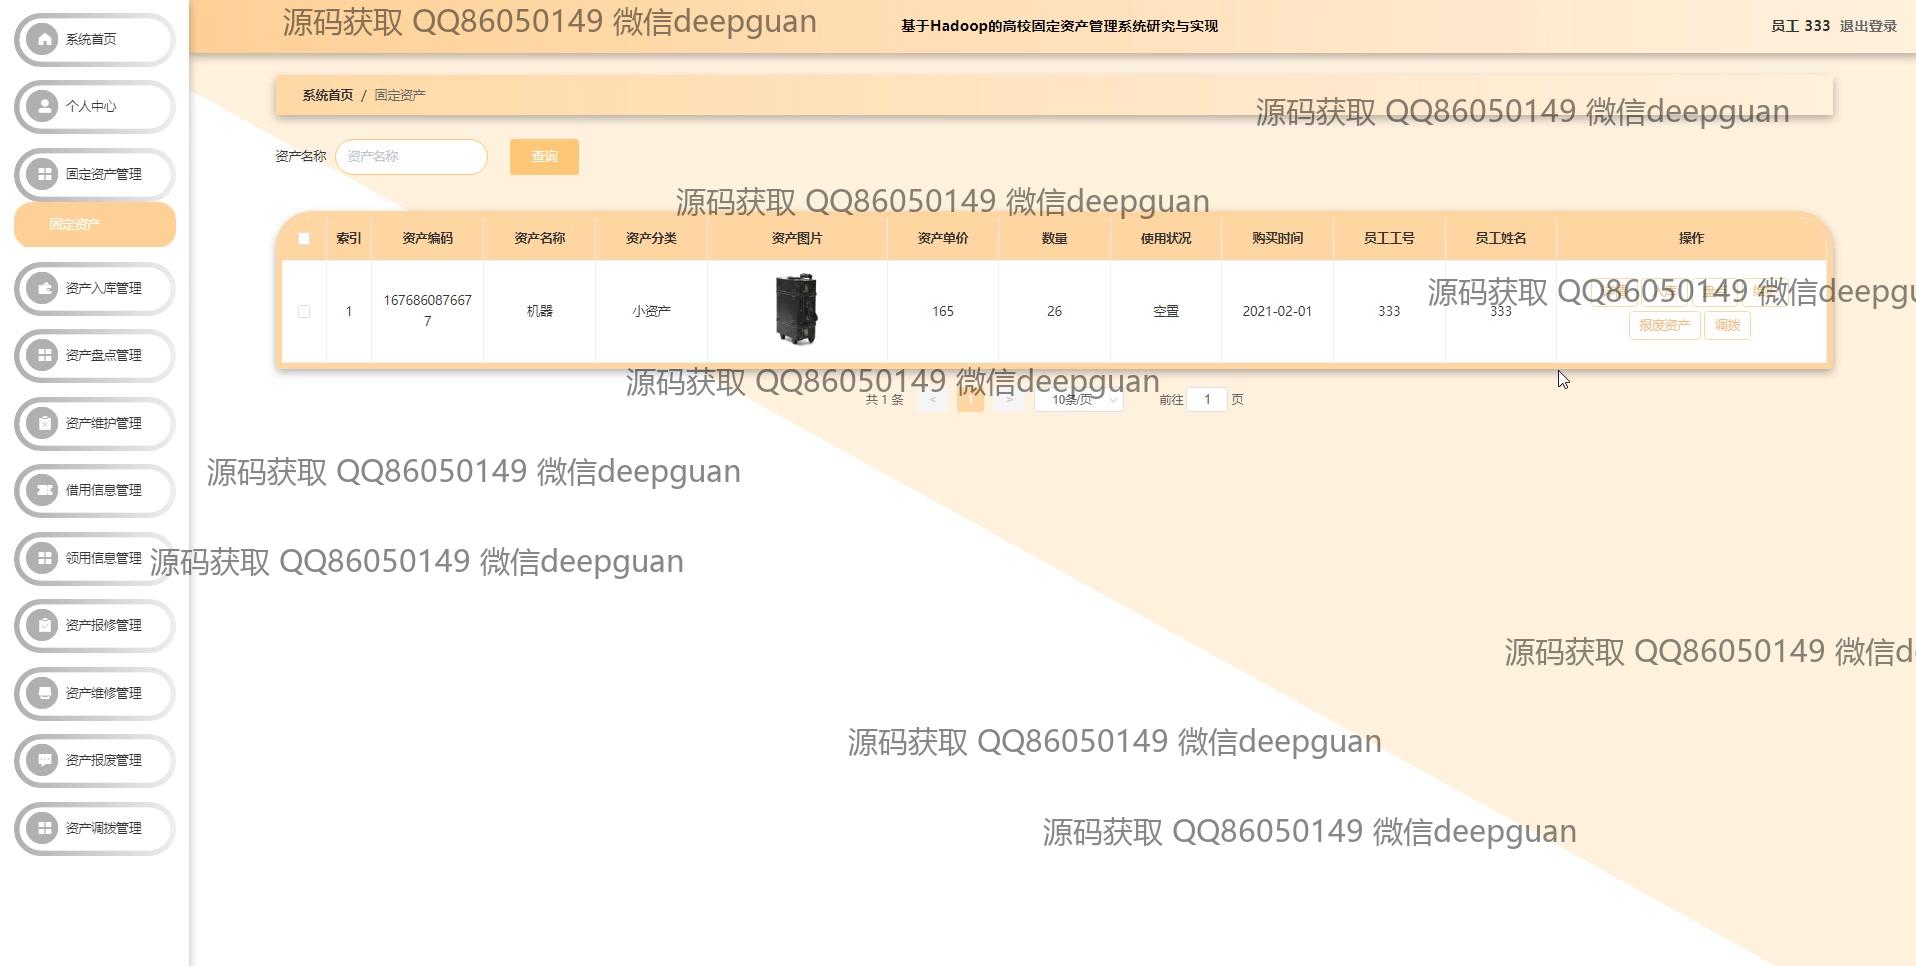 系统首页
个人中心
固定资产管理
固定资产
资产入库管理
资产盘点管理
资产维护管理
借用信息管理
领用信息管理
资产报修管理
资产维修管理
资产报废管理
资产调拨管理
基于Hadoop的高校固定资产管理系统研究与实现
员工 333 退出登录
源码获取 QQ86050149 微信deepguan
系统首页 / 固定资产
源码获取 QQ86050149 微信deepguan
资产名称 资产名称 查询
源码获取 QQ86050149 微信deepguan
索引 资产编码 资产名称 资产分类 资产图片 资产单价 数量 使用状况 购买时间 员工工号 员工姓名 操作
1 167686087667
7 机器 小资产 165 26 空置 2021-02-01 333 333
源码获取 QQ86050149 微信deepgu
报废资产 调拨
源码获取 QQ86050149 微信deepguan
共 1 条 < 1 > 10条/页 前往 1 页
源码获取 QQ86050149 微信deepguan
源码获取 QQ86050149 微信deepguan
源码获取 QQ86050149 微信d
源码获取 QQ86050149 微信deepguan
源码获取 QQ86050149 微信deepguan